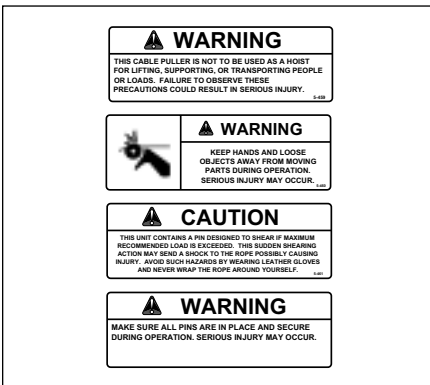 WARNING
THIS CABLE PULLER IS NOT TO BE USED AS A HOIST
FOR LIFTING, SUPPORTING, OR TRANSPORTING PEOPLE
OR LOADS. FAILURE TO OBSERVE THESE
PRECAUTIONS COULD RESULT IN SERIOUS INJURY.
WARNING
KEEP HANDS AND LOOSE
OBJECTS AWAY FROM MOVING
PARTS DURING OPERATION.
SERIOUS INJURY MAY OCCUR.
CAUTION
THIS UNIT CONTAINS A PIN DESIGNED TO SHEAR IF MAXIMUM
RECOMMENDED LOAD IS EXCEEDED. THIS SUDDEN SHEARING
ACTION MAY SEND A SHOCK TO THE ROPE POSSIBLY CAUSING
INJURY. AVOID SUCH HAZARDS BY WEARING LEATHER GLOVES
AND NEVER WRAP THE ROPE AROUND YOURSELF.
WARNING
MAKE SURE ALL PINS ARE IN PLACE AND SECURE
DURING OPERATION. SERIOUS INJURY MAY OCCUR.